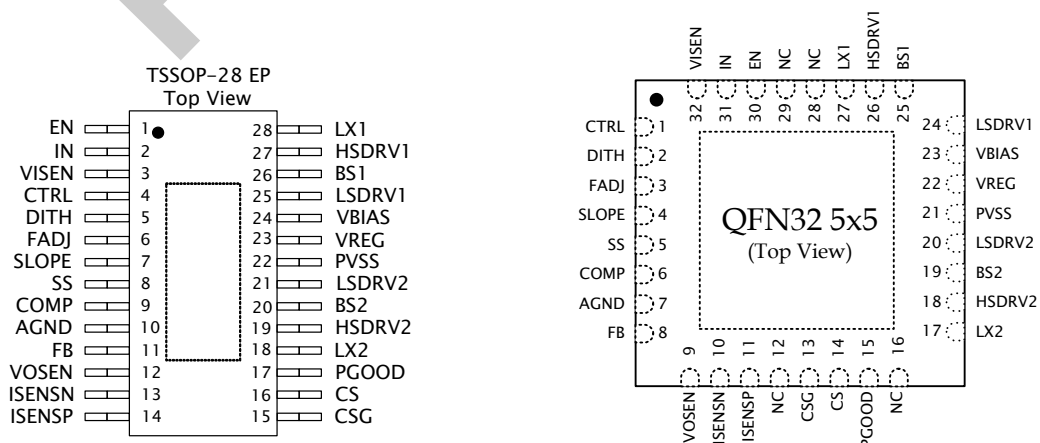 TSSOP-28 EP
Top View
EN 1 28 LX1
IN 2 27 HSDRV1
VISEN 3 26 BS1
CTRL 4 25 LSDRV1
DITH 5 24 VBIAS
FADJ 6 23 VREG
SLOPE 7 22 PVSS
SS 8 21 LSDRV2
COMP 9 20 BS2
AGND 10 19 HSDRV2
FB 11 18 LX2
VOSEN 12 17 PGOOD
ISENSN 13 16 CS
ISENSP 14 15 CSG
VISEN IN EN NC NC LX1 HSDRV1 BS1
32 31 30 29 28 27 26 25
CTRL 1 24 LSDRV1
DITH 2 23 VBIAS
FADJ 3 22 VREG
SLOPE 4 21 PVSS
SS 5 20 LSDRV2
COMP 6 19 BS2
AGND 7 18 HSDRV2
FB 8 17 LX2
QFN32 5x5
(Top View)
9 10 11 12 13 14 15 16
VOSEN ISENSN ISENSP NC CSG CS PGOOD NC